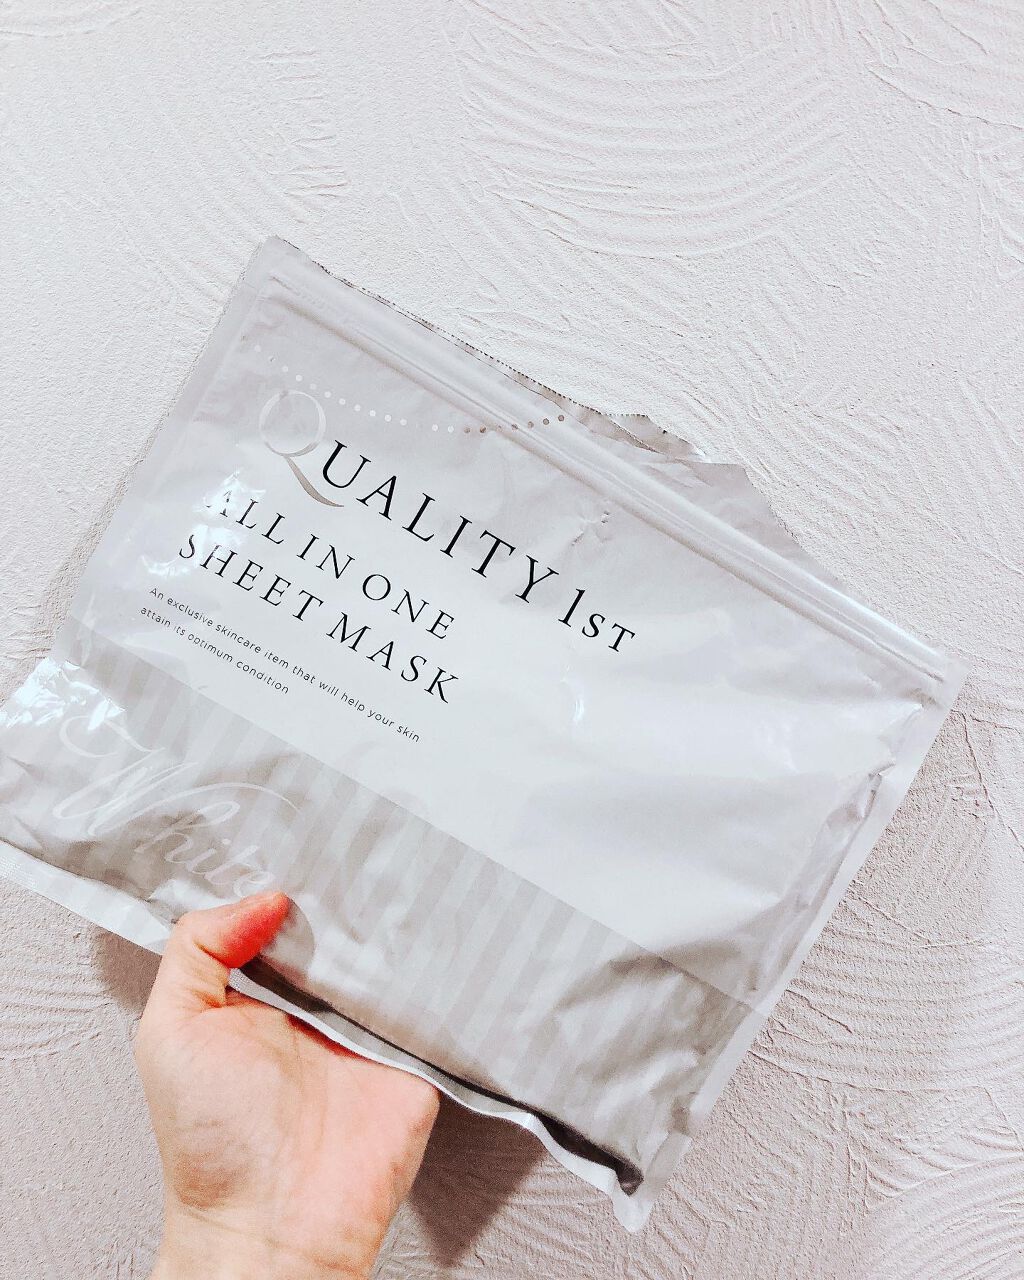 QUALITY 1ST
ALL IN ONE
SHEET MASK
An exclusive skincare item that will help your skin
attain its optimum condition
White